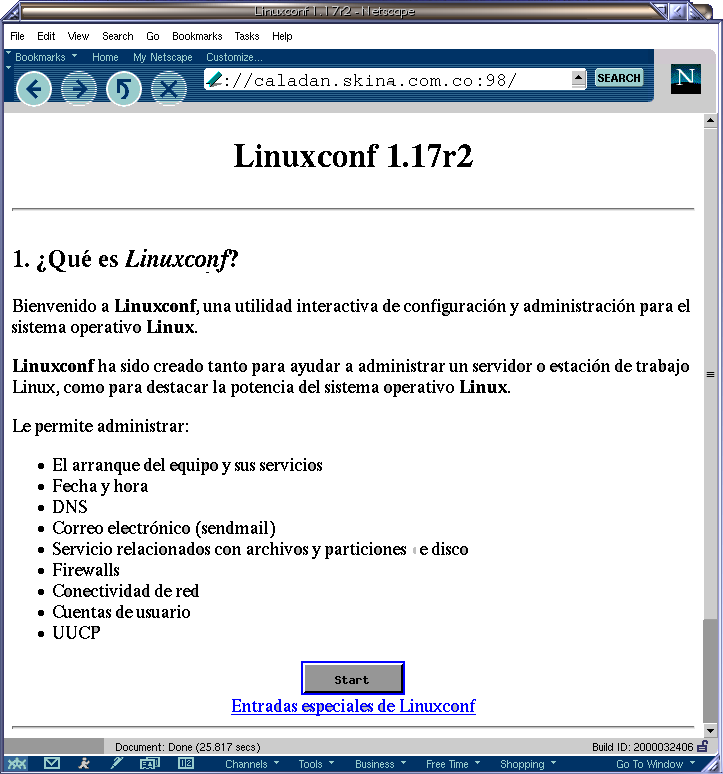 Linuxconf 1.17r2 - Netscape
File Edit View Search Go Bookmarks Tasks Help
Bookmarks Home My Netscape Customize...
://caladan.skina.com.co:98/ SEARCH N
Linuxconf 1.17r2
1. ¿Qué es Linuxconf?
Bienvenido a Linuxconf, una utilidad interactiva de configuración y administración para el
sistema operativo Linux.
Linuxconf ha sido creado tanto para ayudar a administrar un servidor o estación de trabajo
Linux, como para destacar la potencia del sistema operativo Linux.
Le permite administrar:
El arranque del equipo y sus servicios
Fecha y hora
DNS
Correo electrónico (sendmail)
Servicio relacionados con archivos y particiones e disco
Firewalls
Conectividad de red
Cuentas de usuario
UUCP
Start
Entradas especiales de Linuxconf
Document: Done (25.817 secs) Build ID: 2000032406
Channels Tools Business Free Time Shopping Go To Window